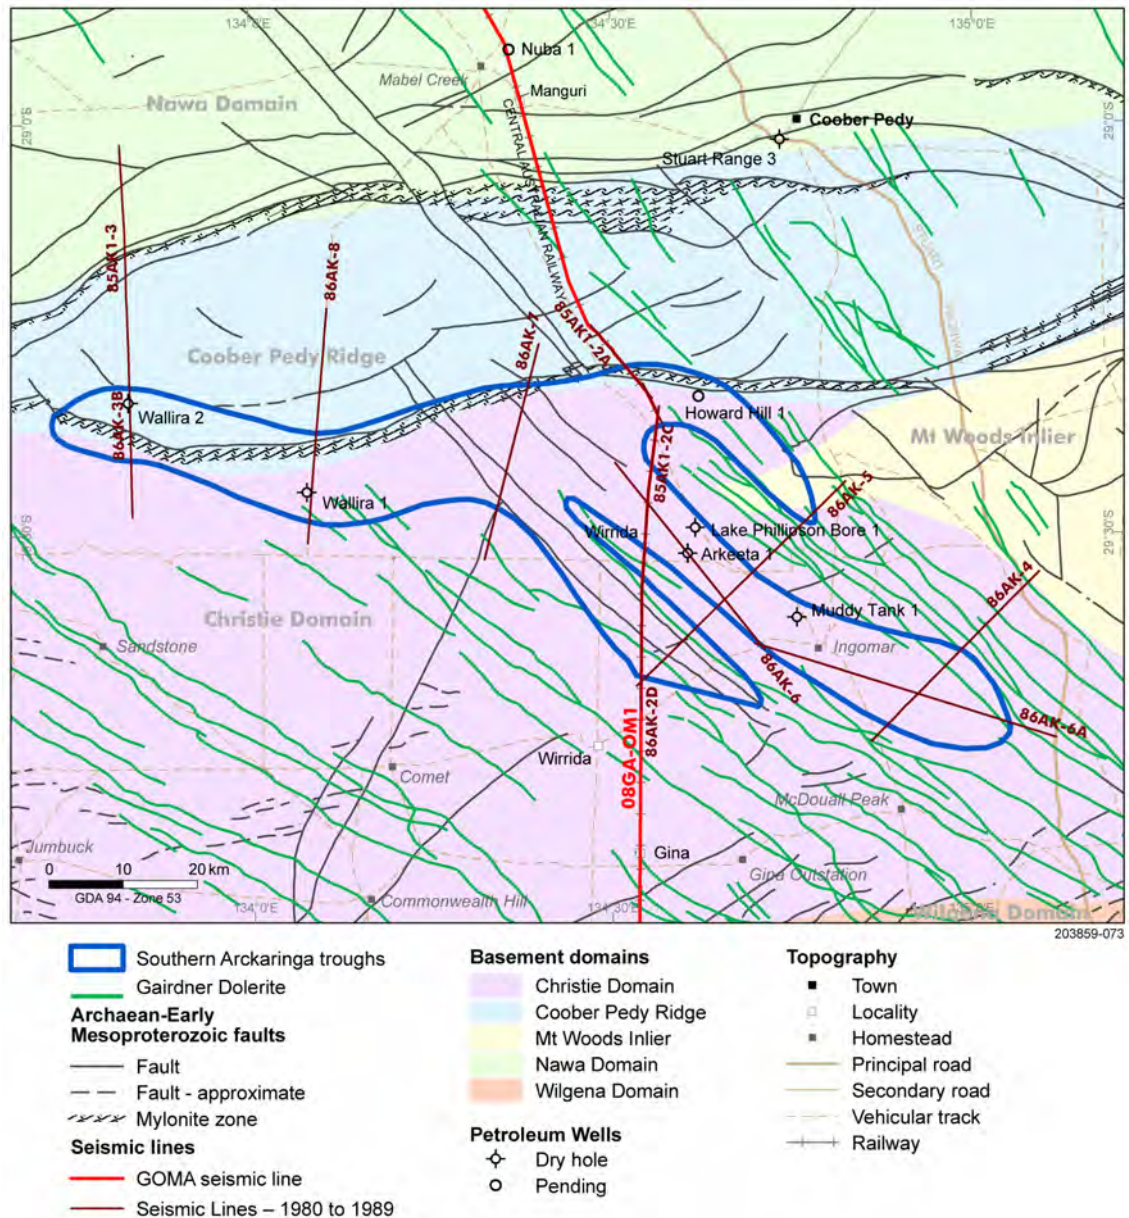 134°0'E
134°30'E
135°0'E
Nuba 1
Mabel Creek
Manguri
Nawa Domain
Coober Pedy
29°0'S
29°0'S
Stuart Range 3
CENTRAL AUSTRALIAN RAILWAY
85AK1-3
86AK-8
STUART
HIGHWAY
85AK1-2A
86AK-7
Coober Pedy Ridge
86AK-3B
Wallira 2
Howard Hill 1
Mt Woods Inlier
85AK1-2C
86AK-5
Wallira 1
Wirrida
Lake Phillipson Bore 1
29°30'S
Arkeeta 1
86AK-4
Christie Domain
Muddy Tank 1
Sandstone
Ingomar
86AK-6
86AK-2D
86AK-6A
Wirrida
08GA-OM1
Comet
McDouall Peak
Jumbuck
Gina
Gina Outstation
0 10 20 km
GDA 94 - Zone 53
Commonwealth Hill
134°0'E
134°30'E
Wilgena Domain
203859-073
Southern Arckaringa troughs
Gairdner Dolerite
Archaean-Early
Mesoproterozoic faults
Fault
Fault - approximate
Mylonite zone
Seismic lines
GOMA seismic line
Seismic Lines – 1980 to 1989
Basement domains
Christie Domain
Coober Pedy Ridge
Mt Woods Inlier
Nawa Domain
Wilgena Domain
Petroleum Wells
Dry hole
Pending
Topography
Town
Locality
Homestead
Principal road
Secondary road
Vehicular track
Railway